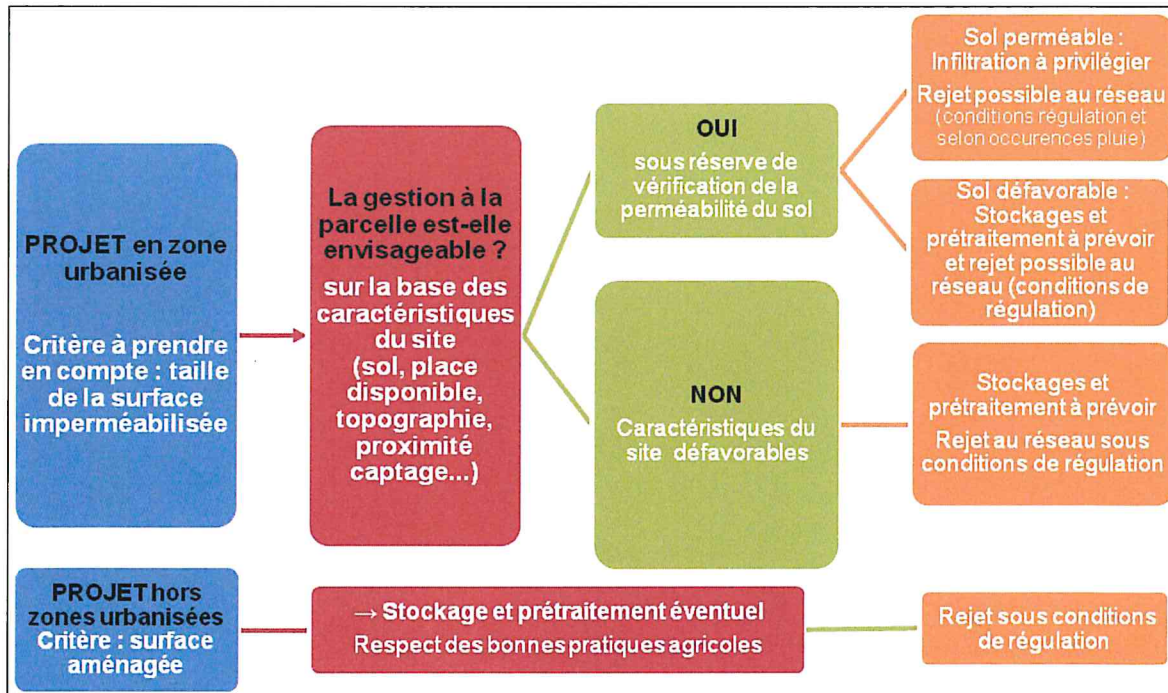 PROJET en zone
urbanisée
Critère à prendre
en compte : taille
de la surface
imperméabilisée
La gestion à la
parcelle est-elle
envisageable ?
sur la base des
caractéristiques
du site
(sol, place
disponible,
topographie,
proximité
captage...)
OUI
sous réserve de
vérification de la
perméabilité du sol
Sol perméable :
Infiltration à privilégier
Rejet possible au réseau
(conditions régulation et
selon occurences pluie)
Sol défavorable :
Stockages et
prétraitement à prévoir
et rejet possible au
réseau (conditions de
régulation)
NON
Caractéristiques du
site défavorables
Stockages et
prétraitement à prévoir
Rejet au réseau sous
conditions de régulation
PROJET hors
zones urbanisées
Critère : surface
aménagée
→ Stockage et prétraitement éventuel
Respect des bonnes pratiques agricoles
Rejet sous conditions
de régulation